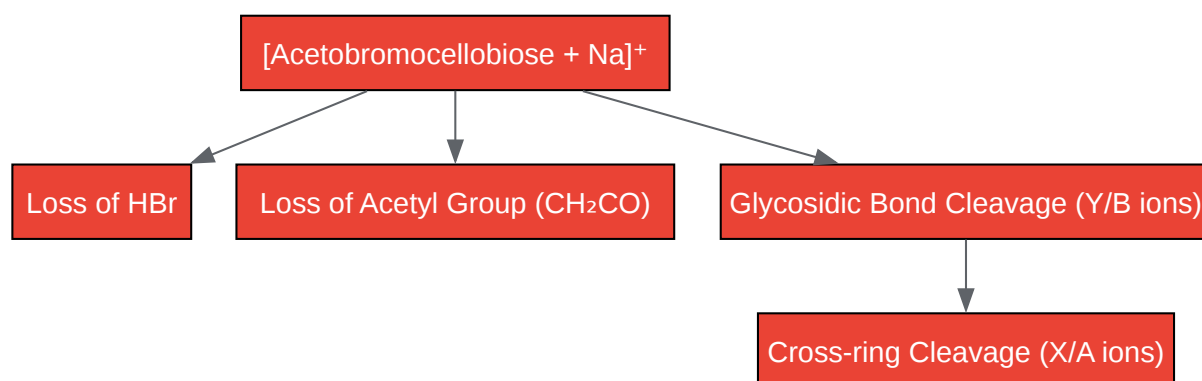 [Acetobromocellobiose + Na]⁺
Loss of HBr
Loss of Acetyl Group (CH₂CO)
Glycosidic Bond Cleavage (Y/B ions)
Cross-ring Cleavage (X/A ions)